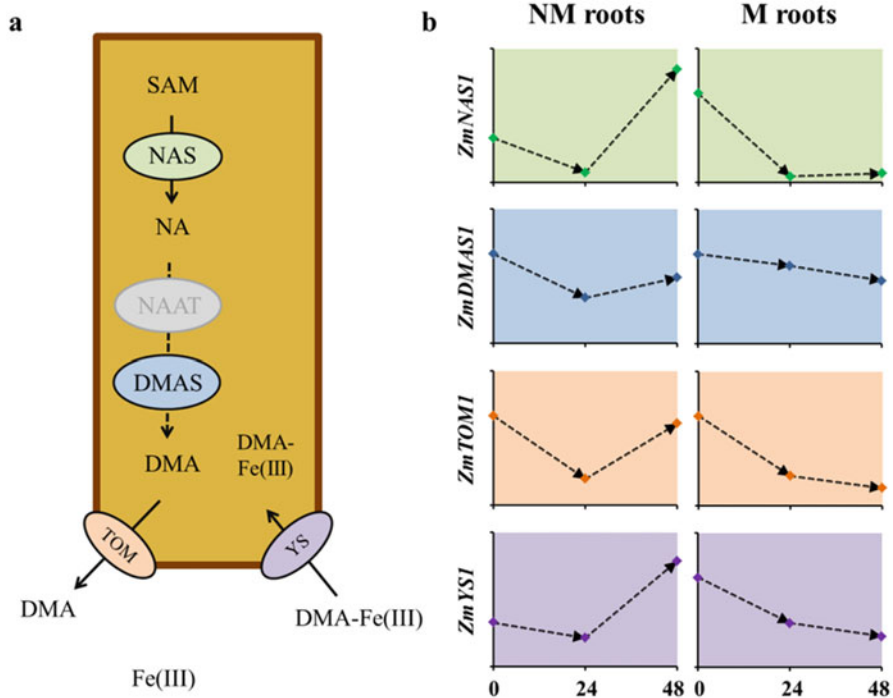 a
SAM
NAS
NA
NAAT
DMAS
DMA
DMA-
Fe(III)
TOM
YS
DMA
DMA-Fe(III)
Fe(III)
b
NM roots
M roots
ZmNAS1
ZmDMAS1
ZmTOM1
ZmYS1
0 24 48 0 24 48